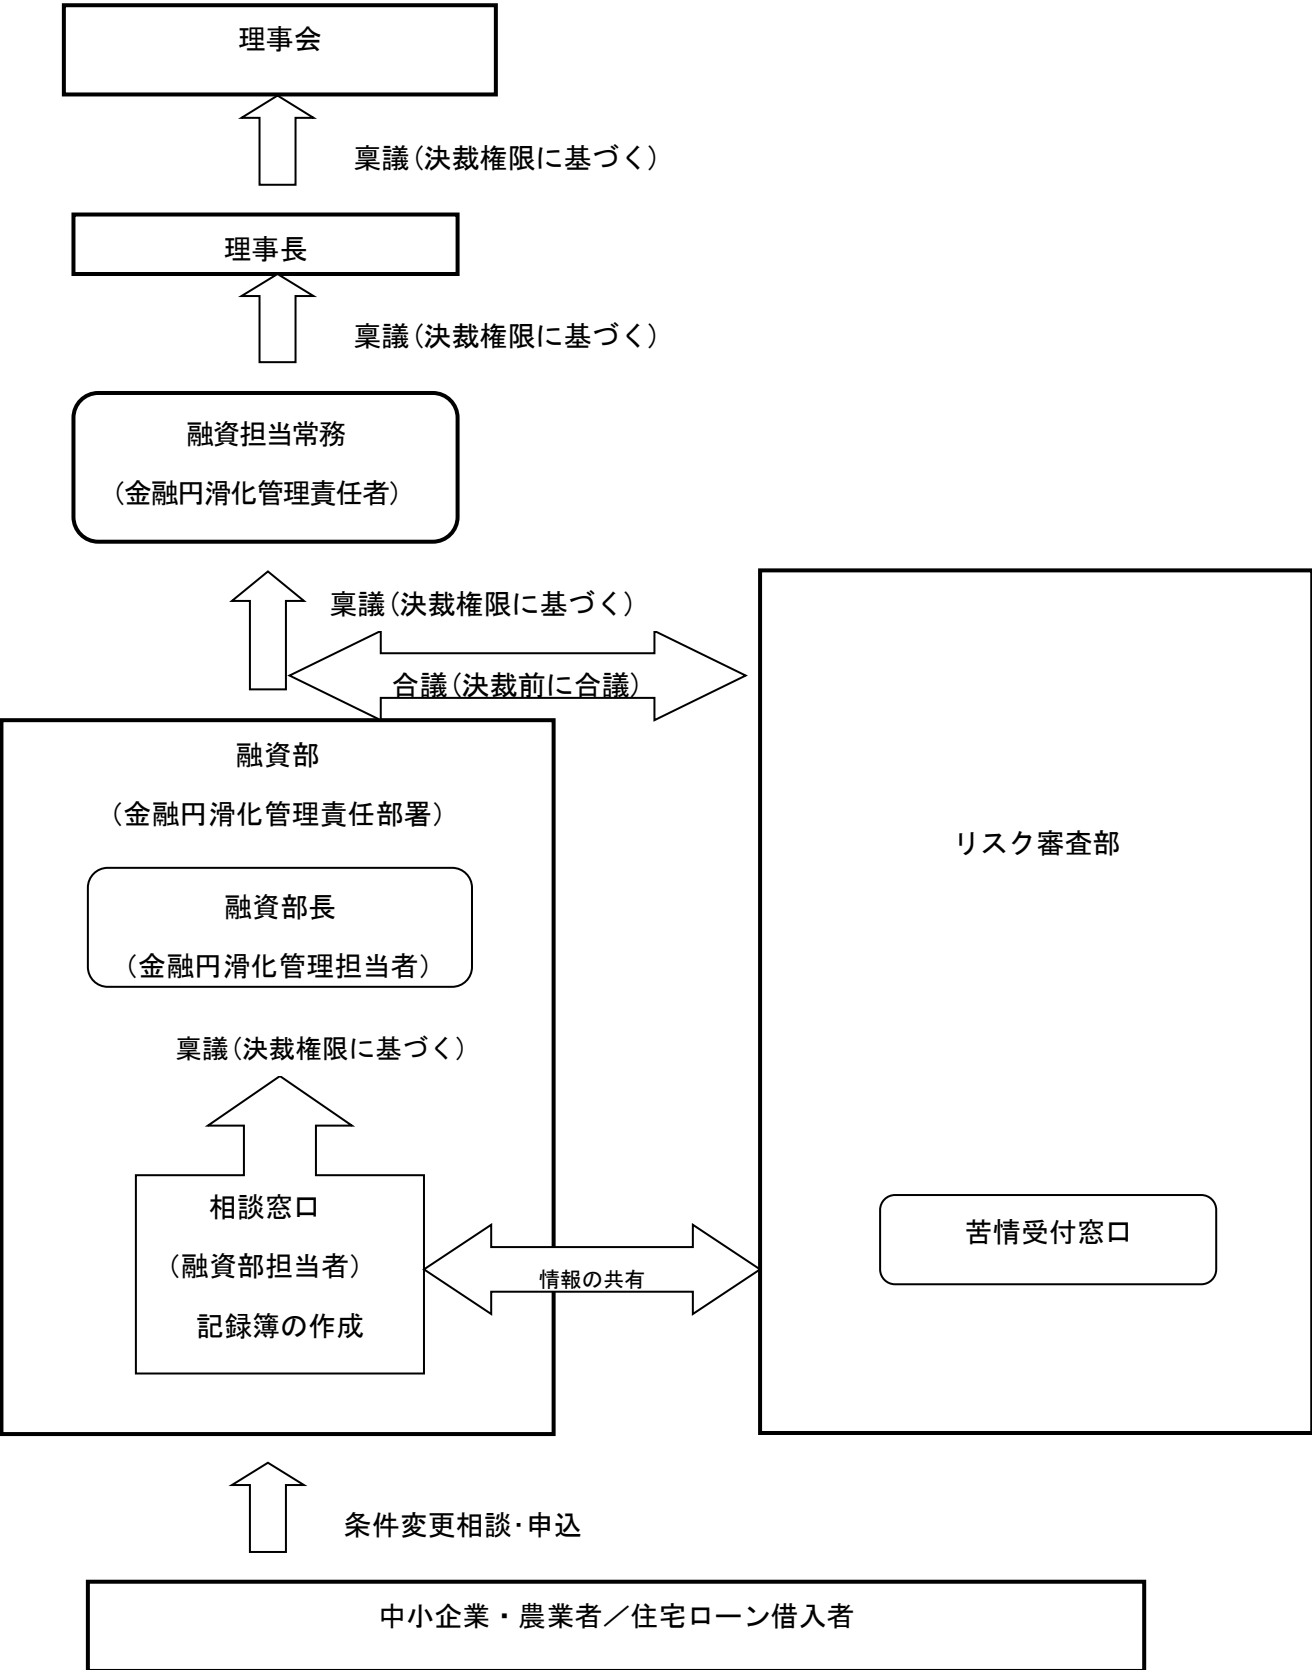 理事会
稟議(決裁権限に基づく)
理事長
稟議(決裁権限に基づく)
融資担当常務
(金融円滑化管理責任者)
稟議(決裁権限に基づく)
合議(決裁前に合議)
融資部
(金融円滑化管理責任部署)
リスク審査部
融資部長
(金融円滑化管理担当者)
稟議(決裁権限に基づく)
相談窓口
(融資部担当者)
記録簿の作成
情報の共有
苦情受付窓口
条件変更相談・申込
中小企業・農業者／住宅ローン借入者